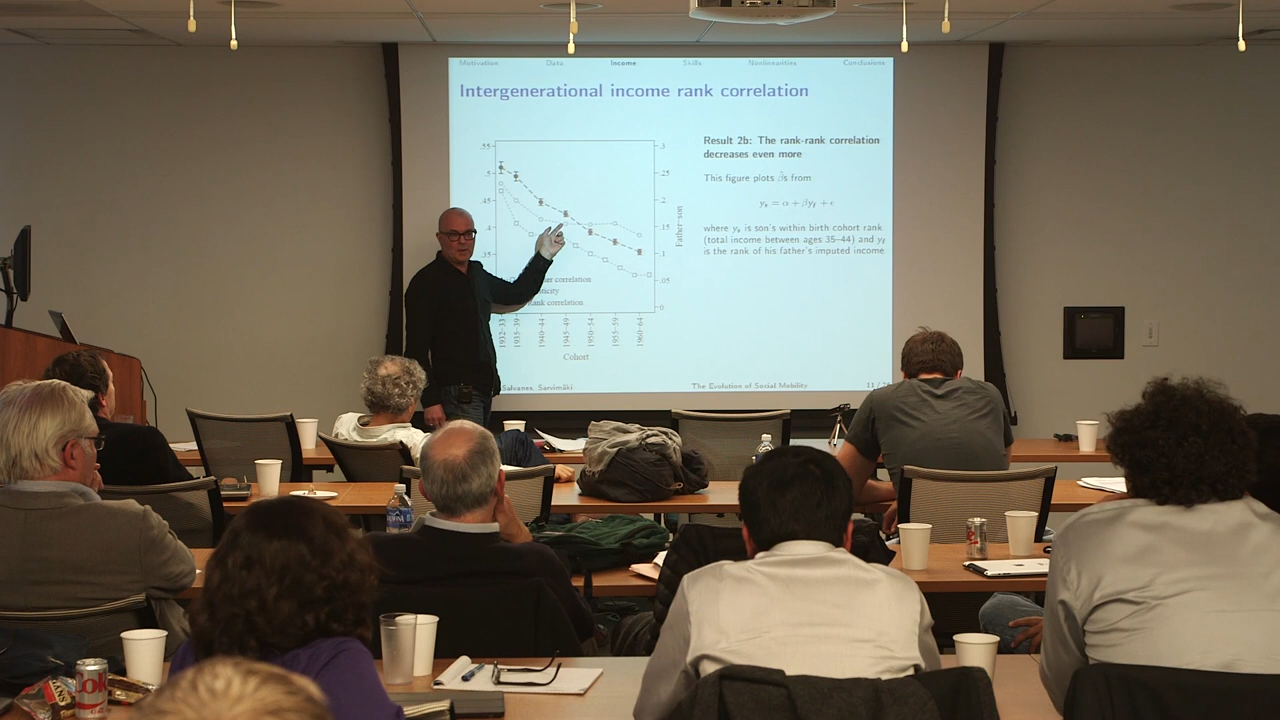 Motivation Data Income Skills Nonlinearities Conclusions
Intergenerational income rank correlation
Result 2b: The rank-rank correlation
decreases even more
This figure plots β̂s from
yₛ = α + βy_f + ε
where yₛ is son's within birth cohort rank
(total income between ages 35–44) and y_f
is the rank of his father's imputed income.
.55
.5
.45
.4
.35
.3
.25
.2
.15
.1
.05
0
Father-son
correlation
Rank correlation
1932-33
1935-39
1940-44
1945-49
1950-54
1955-59
1960-64
Cohort
Salvanes, Sarvimäki
The Evolution of Social Mobility
11 /
Coke